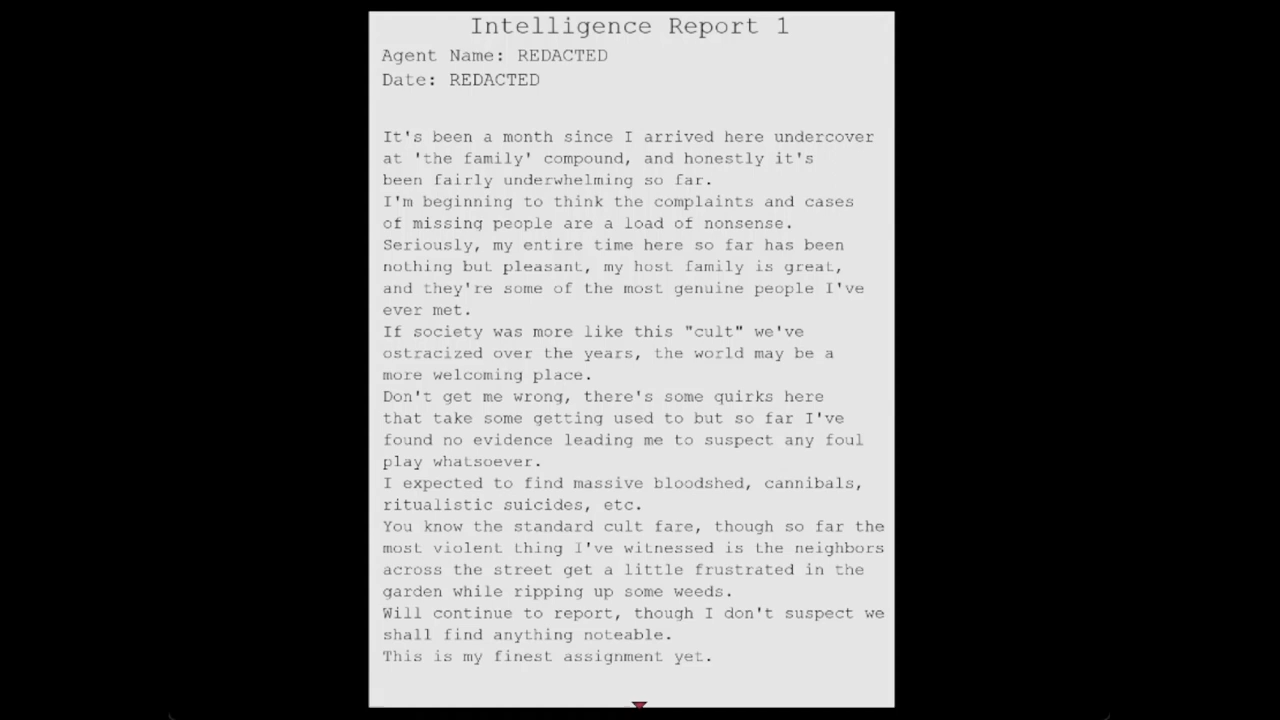 Intelligence Report 1
Agent Name: REDACTED
Date: REDACTED
It's been a month since I arrived here undercover
at 'the family' compound, and honestly it's
been fairly underwhelming so far.
I'm beginning to think the complaints and cases
of missing people are a load of nonsense.
Seriously, my entire time here so far has been
nothing but pleasant, my host family is great,
and they're some of the most genuine people I've
ever met.
If society was more like this "cult" we've
ostracized over the years, the world may be a
more welcoming place.
Don't get me wrong, there's some quirks here
that take some getting used to but so far I've
found no evidence leading me to suspect any foul
play whatsoever.
I expected to find massive bloodshed, cannibals,
ritualistic suicides, etc.
You know the standard cult fare, though so far the
most violent thing I've witnessed is the neighbors
across the street get a little frustrated in the
garden while ripping up some weeds.
Will continue to report, though I don't suspect we
shall find anything noteable.
This is my finest assignment yet.